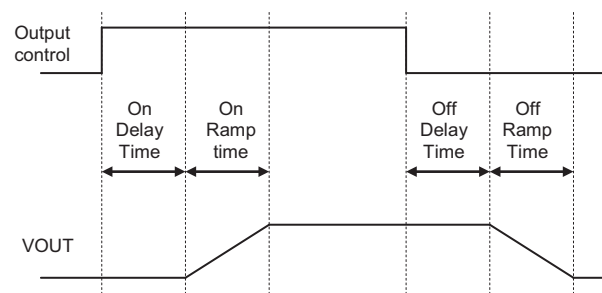 Output
control
On
Delay
Time
On
Ramp
time
Off
Delay
Time
Off
Ramp
Time
VOUT